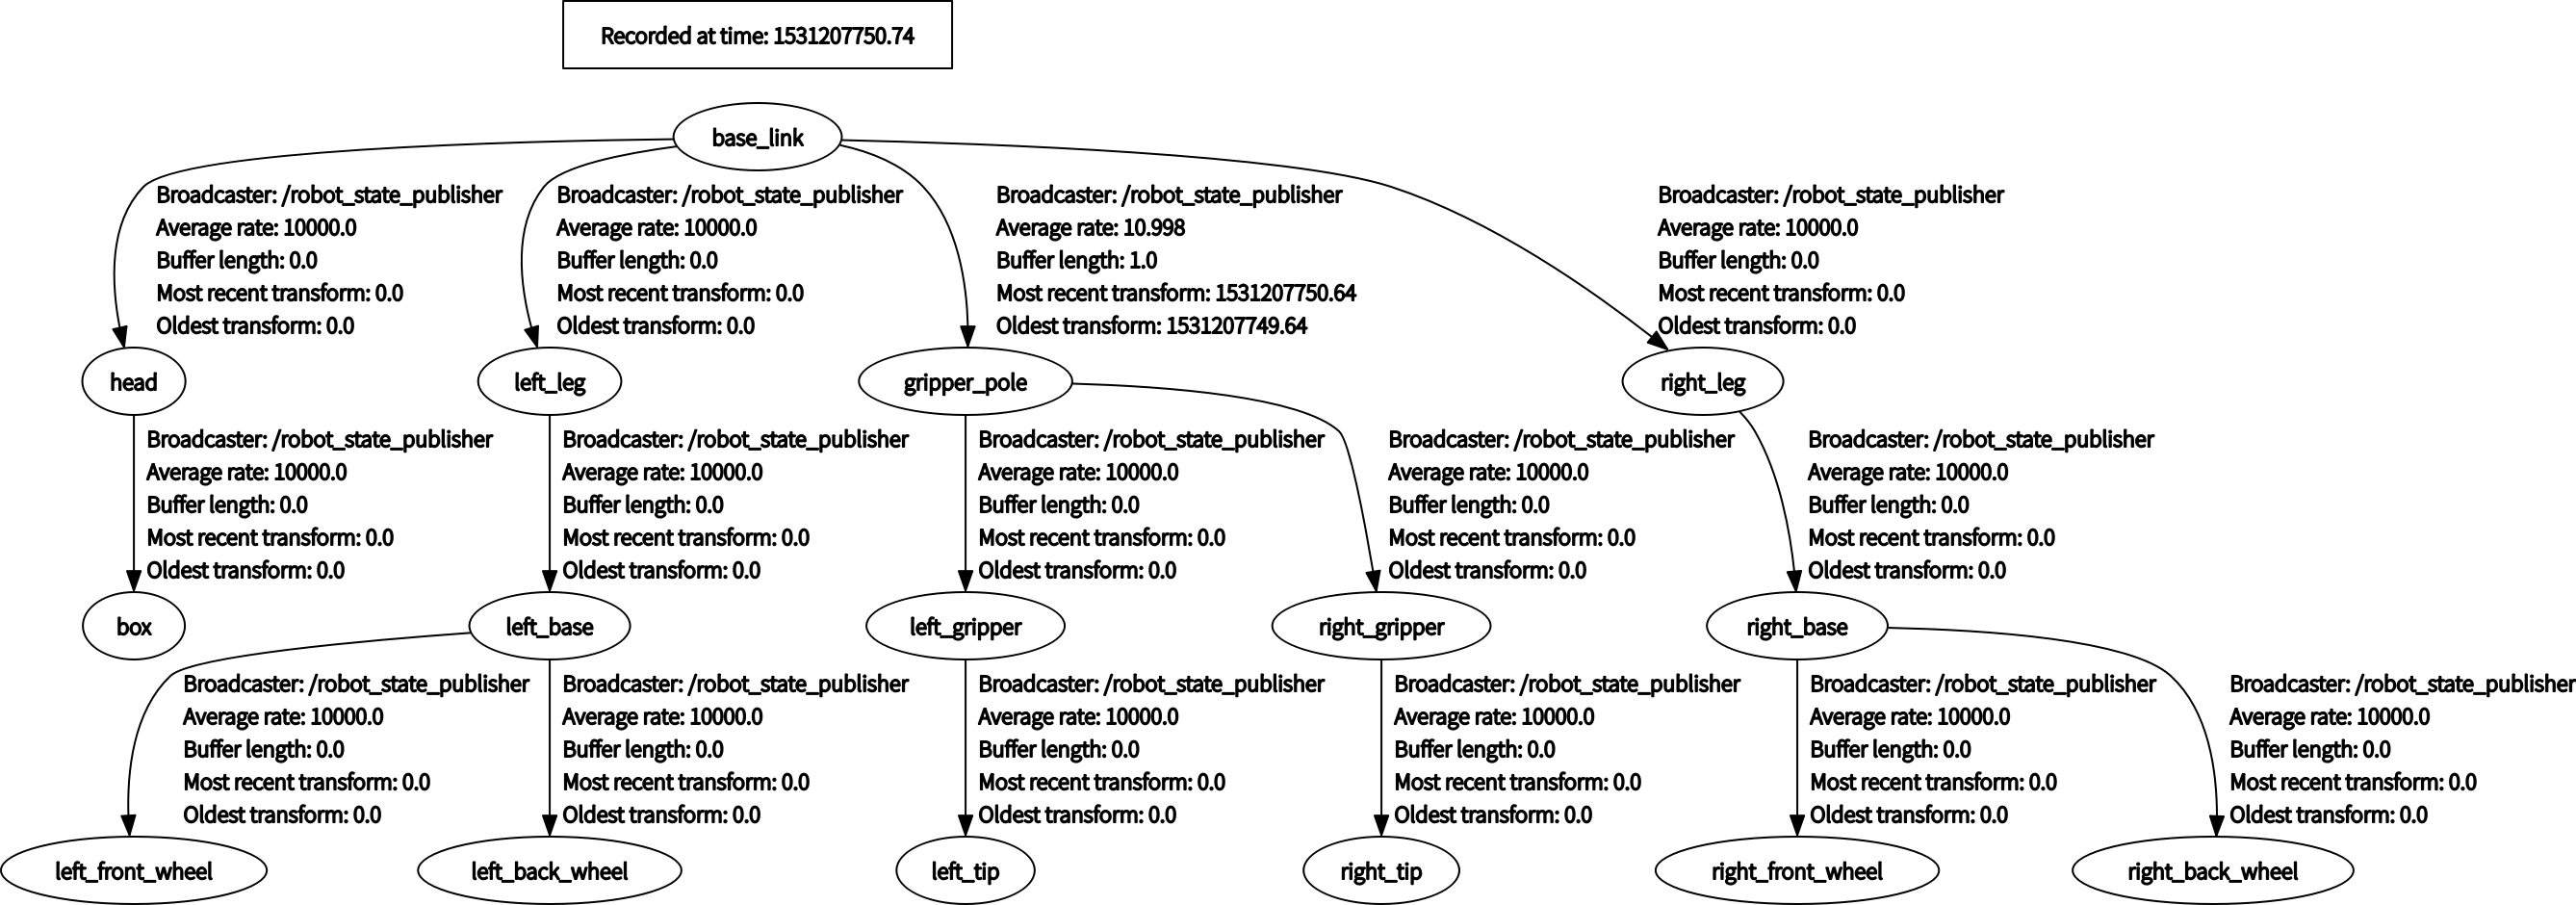 Recorded at time: 1531207750.74
base_link
Broadcaster: /robot_state_publisher
Average rate: 10000.0
Buffer length: 0.0
Most recent transform: 0.0
Oldest transform: 0.0
Broadcaster: /robot_state_publisher
Average rate: 10000.0
Buffer length: 0.0
Most recent transform: 0.0
Oldest transform: 0.0
Broadcaster: /robot_state_publisher
Average rate: 10.998
Buffer length: 1.0
Most recent transform: 1531207750.64
Oldest transform: 1531207749.64
Broadcaster: /robot_state_publisher
Average rate: 10000.0
Buffer length: 0.0
Most recent transform: 0.0
Oldest transform: 0.0
head
left_leg
gripper_pole
right_leg
Broadcaster: /robot_state_publisher
Average rate: 10000.0
Buffer length: 0.0
Most recent transform: 0.0
Oldest transform: 0.0
Broadcaster: /robot_state_publisher
Average rate: 10000.0
Buffer length: 0.0
Most recent transform: 0.0
Oldest transform: 0.0
Broadcaster: /robot_state_publisher
Average rate: 10000.0
Buffer length: 0.0
Most recent transform: 0.0
Oldest transform: 0.0
Broadcaster: /robot_state_publisher
Average rate: 10000.0
Buffer length: 0.0
Most recent transform: 0.0
Oldest transform: 0.0
Broadcaster: /robot_state_publisher
Average rate: 10000.0
Buffer length: 0.0
Most recent transform: 0.0
Oldest transform: 0.0
box
left_base
left_gripper
right_gripper
right_base
Broadcaster: /robot_state_publisher
Average rate: 10000.0
Buffer length: 0.0
Most recent transform: 0.0
Oldest transform: 0.0
Broadcaster: /robot_state_publisher
Average rate: 10000.0
Buffer length: 0.0
Most recent transform: 0.0
Oldest transform: 0.0
Broadcaster: /robot_state_publisher
Average rate: 10000.0
Buffer length: 0.0
Most recent transform: 0.0
Oldest transform: 0.0
Broadcaster: /robot_state_publisher
Average rate: 10000.0
Buffer length: 0.0
Most recent transform: 0.0
Oldest transform: 0.0
Broadcaster: /robot_state_publisher
Average rate: 10000.0
Buffer length: 0.0
Most recent transform: 0.0
Oldest transform: 0.0
Broadcaster: /robot_state_publisher
Average rate: 10000.0
Buffer length: 0.0
Most recent transform: 0.0
Oldest transform: 0.0
left_front_wheel
left_back_wheel
left_tip
right_tip
right_front_wheel
right_back_wheel